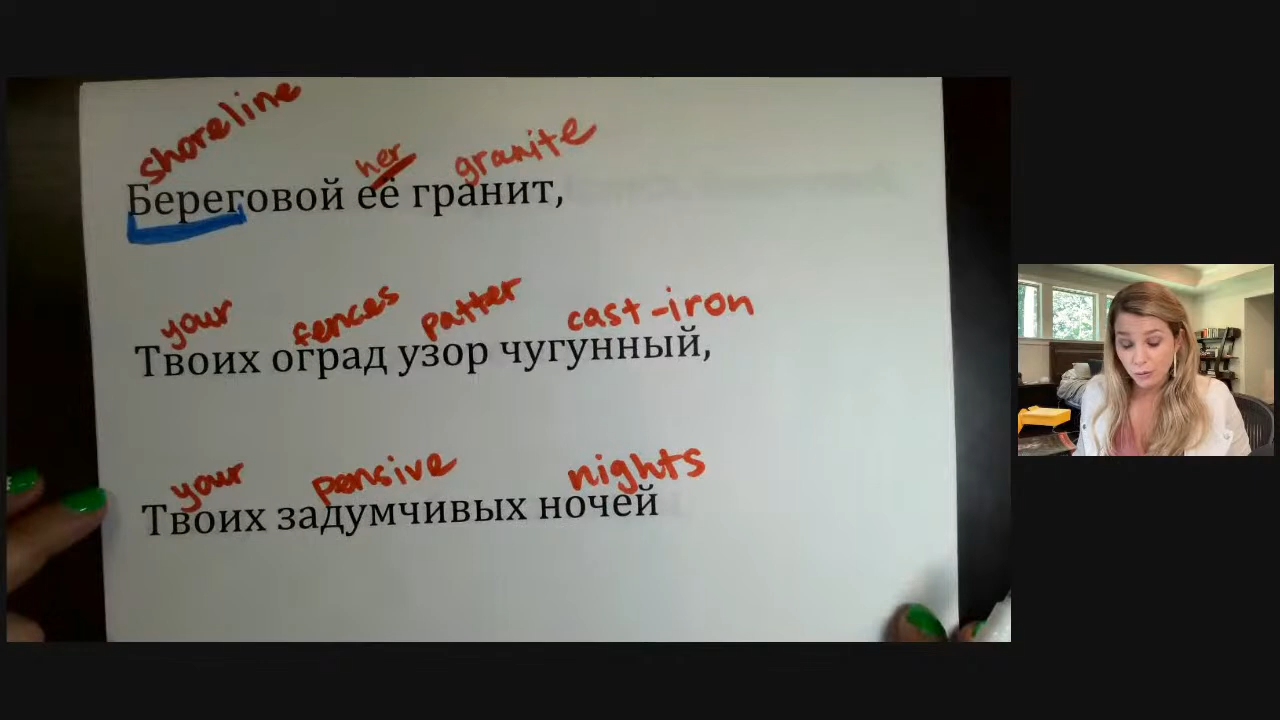 shoreline her granite
Береговой её гранит,
your fences patter cast-iron
Твоих оград узор чугунный,
your pensive nights
Твоих задумчивых ночей